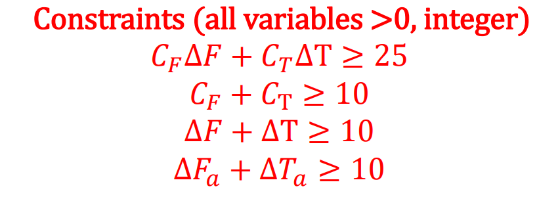 Constraints (all variables >0, integer)
C_FΔF + C_TΔT ≥ 25
C_F + C_T ≥ 10
ΔF + ΔT ≥ 10
ΔF_a + ΔT_a ≥ 10